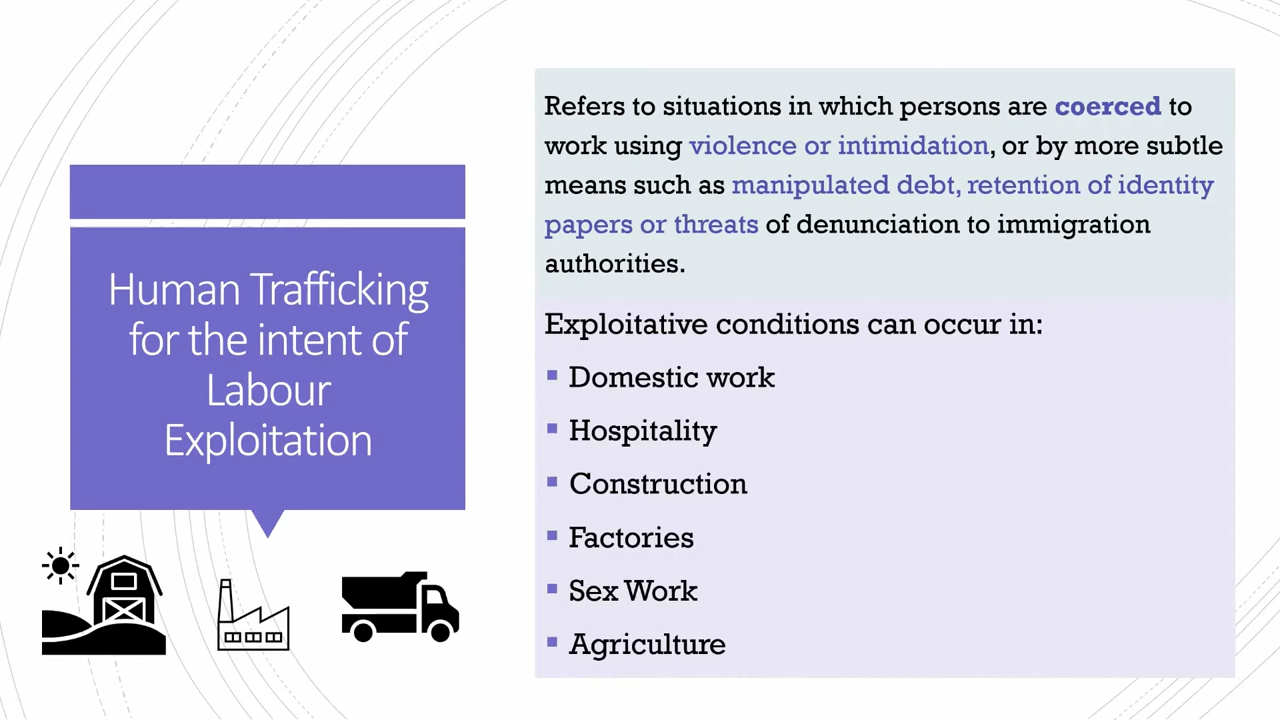 Human Trafficking
for the intent of
Labour
Exploitation
Refers to situations in which persons are coerced to
work using violence or intimidation, or by more subtle
means such as manipulated debt, retention of identity
papers or threats of denunciation to immigration
authorities.
Exploitative conditions can occur in:
▪ Domestic work
▪ Hospitality
▪ Construction
▪ Factories
▪ Sex Work
▪ Agriculture